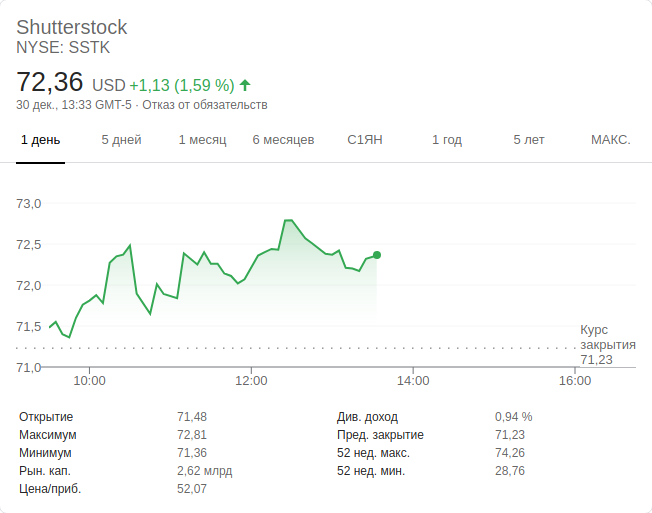 Shutterstock
NYSE: SSTK
72,36 USD +1,13 (1,59 %)
30 дек., 13:33 GMT-5 · Отказ от обязательств
1 день 5 дней 1 месяц 6 месяцев С1ЯН 1 год 5 лет МАКС.
73,0
72,5
72,0
71,5
71,0
Курс
закрытия
71,23
10:00 12:00 14:00 16:00
Открытие 71,48 Див. доход 0,94 %
Максимум 72,81 Пред. закрытие 71,23
Минимум 71,36 52 нед. макс. 74,26
Рын. кап. 2,62 млрд 52 нед. мин. 28,76
Цена/приб. 52,07